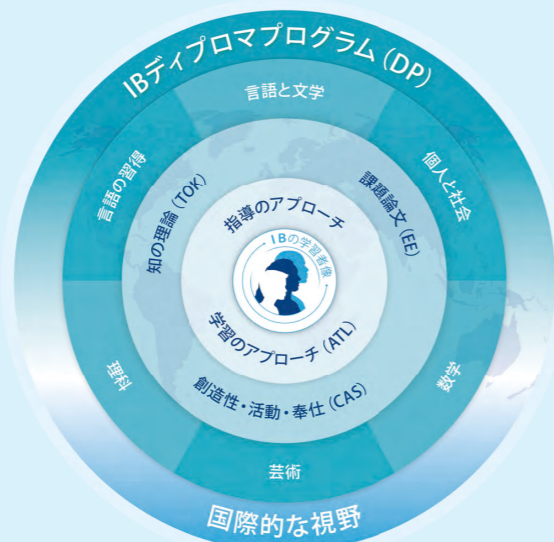 IBディプロマプログラム (DP)
言語と文学
言語の習得
個人と社会
知の理論 (TOK)
課題論文 (EE)
指導のアプローチ
IBの学習者像
学習のアプローチ (ATL)
理科
数学
創造性・活動・奉仕 (CAS)
芸術
国際的な視野